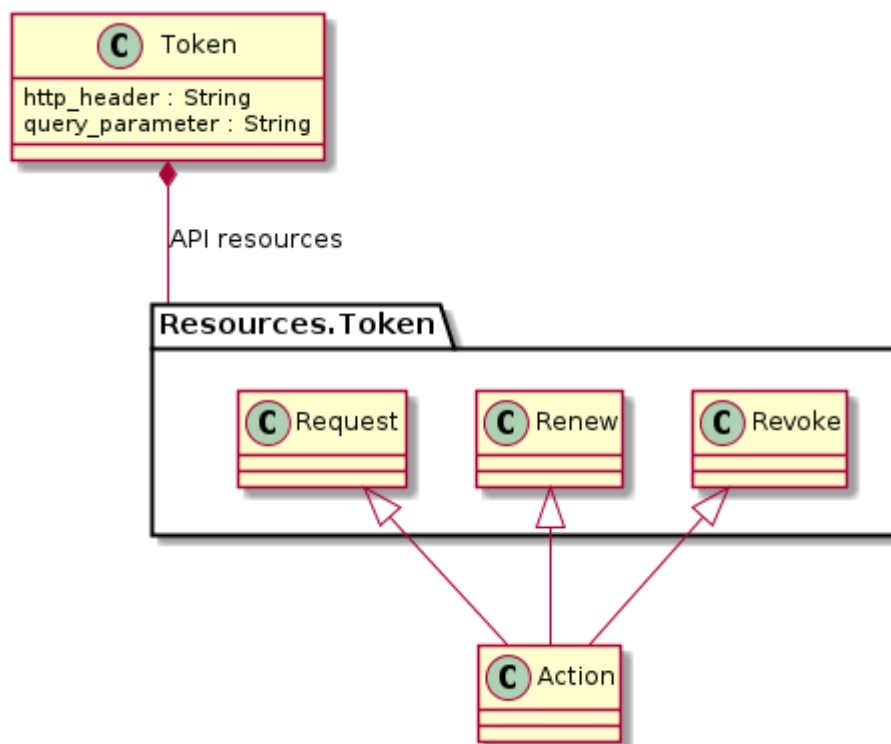 C Token
http_header : String
query_parameter : String
API resources
Resources.Token
C Request
C Renew
C Revoke
C Action